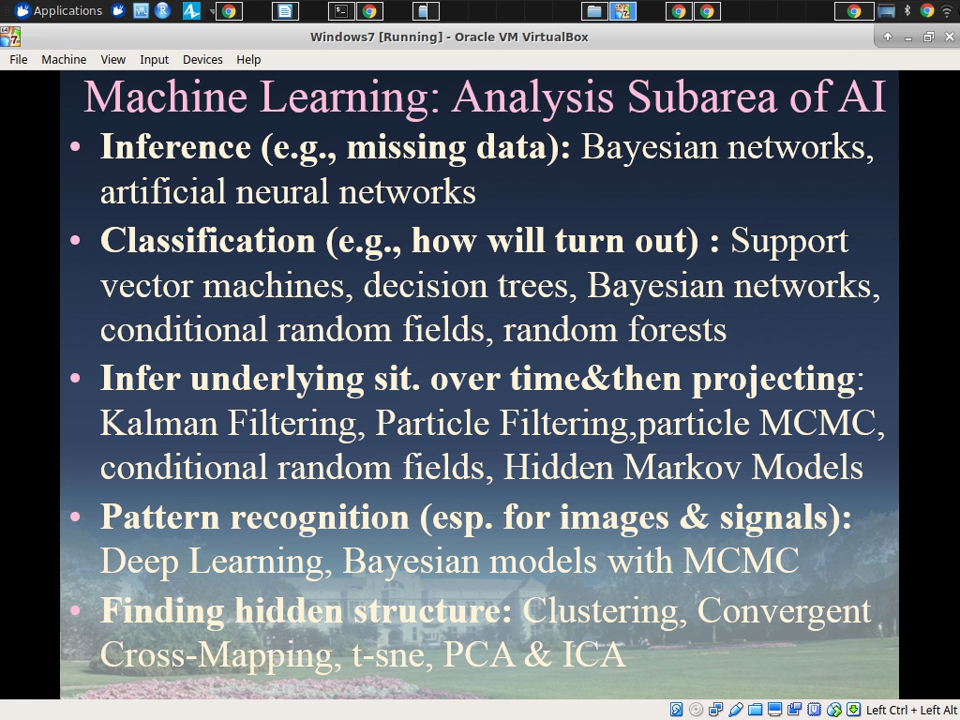 Applications
Windows7 [Running] - Oracle VM VirtualBox
File Machine View Input Devices Help
Machine Learning: Analysis Subarea of AI
• Inference (e.g., missing data): Bayesian networks,
artificial neural networks
• Classification (e.g., how will turn out) : Support
vector machines, decision trees, Bayesian networks,
conditional random fields, random forests
• Infer underlying sit. over time&then projecting:
Kalman Filtering, Particle Filtering,particle MCMC,
conditional random fields, Hidden Markov Models
• Pattern recognition (esp. for images & signals):
Deep Learning, Bayesian models with MCMC
• Finding hidden structure: Clustering, Convergent
Cross-Mapping, t-sne, PCA & ICA
Left Ctrl + Left Alt